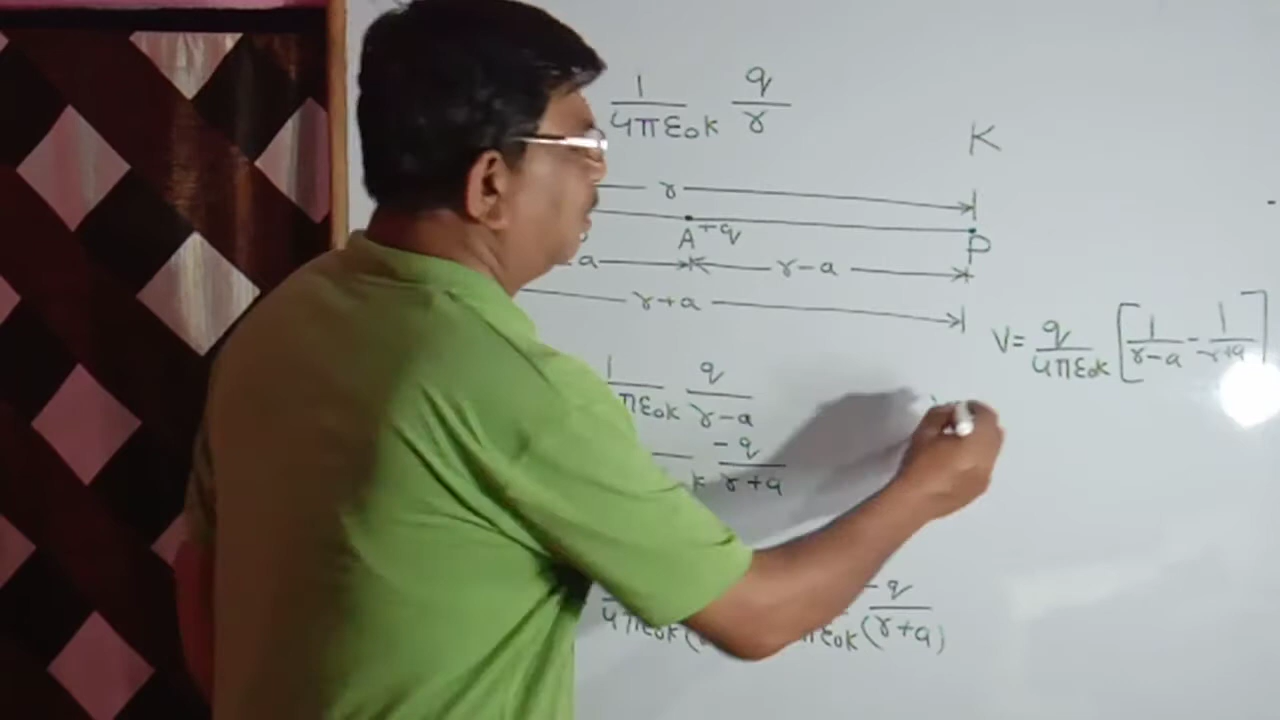 1/4πε₀k q/r
K
r
A +q
P
a r-a
r+a
V= q/4πε₀k [1/r-a - 1/r+a]
1/πε₀k q/r-a
k -q/r+a
4πε₀k( πε₀k -q/(r+a)